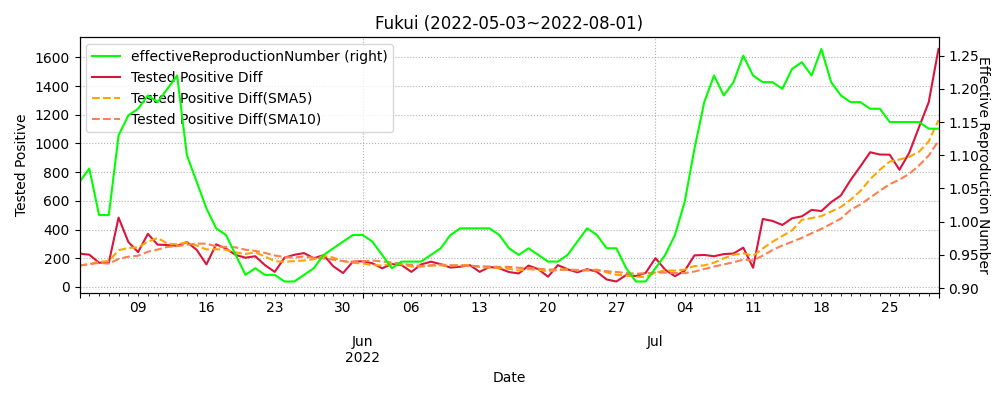 Fukui (2022-05-03~2022-08-01)
effectiveReproductionNumber (right)
Tested Positive Diff
Tested Positive Diff(SMA5)
Tested Positive Diff(SMA10)
Tested Positive
1600
1400
1200
1000
800
600
400
200
0
Effective Reproduction Number
1.25
1.20
1.15
1.10
1.05
1.00
0.95
0.90
09 16 23 30 06 13 20 27 04 11 18 25
Jun Jul
2022
Date